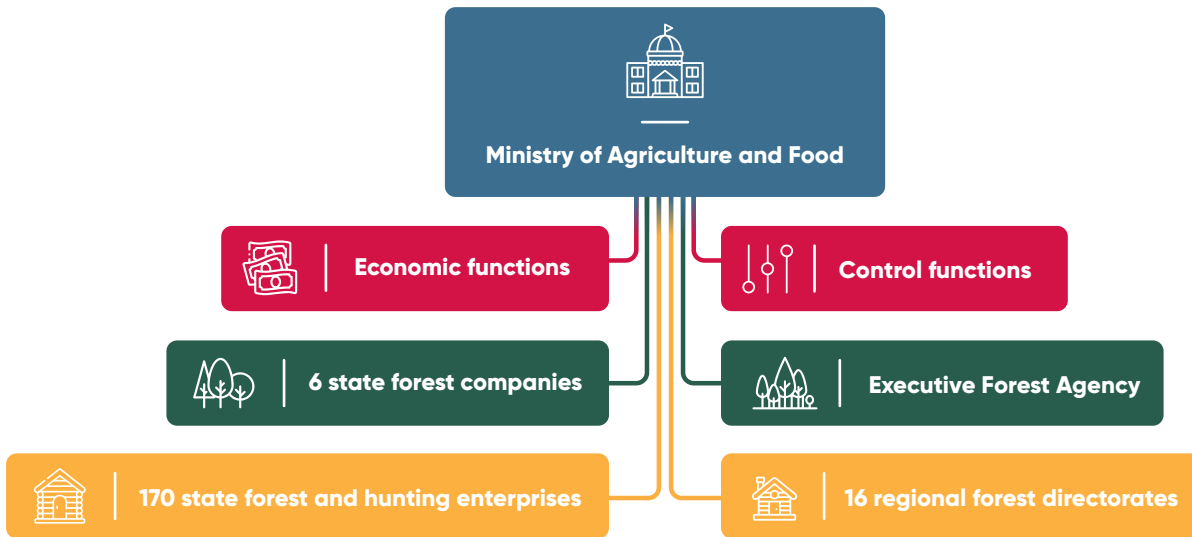 Ministry of Agriculture and Food
Economic functions
Control functions
6 state forest companies
Executive Forest Agency
170 state forest and hunting enterprises
16 regional forest directorates